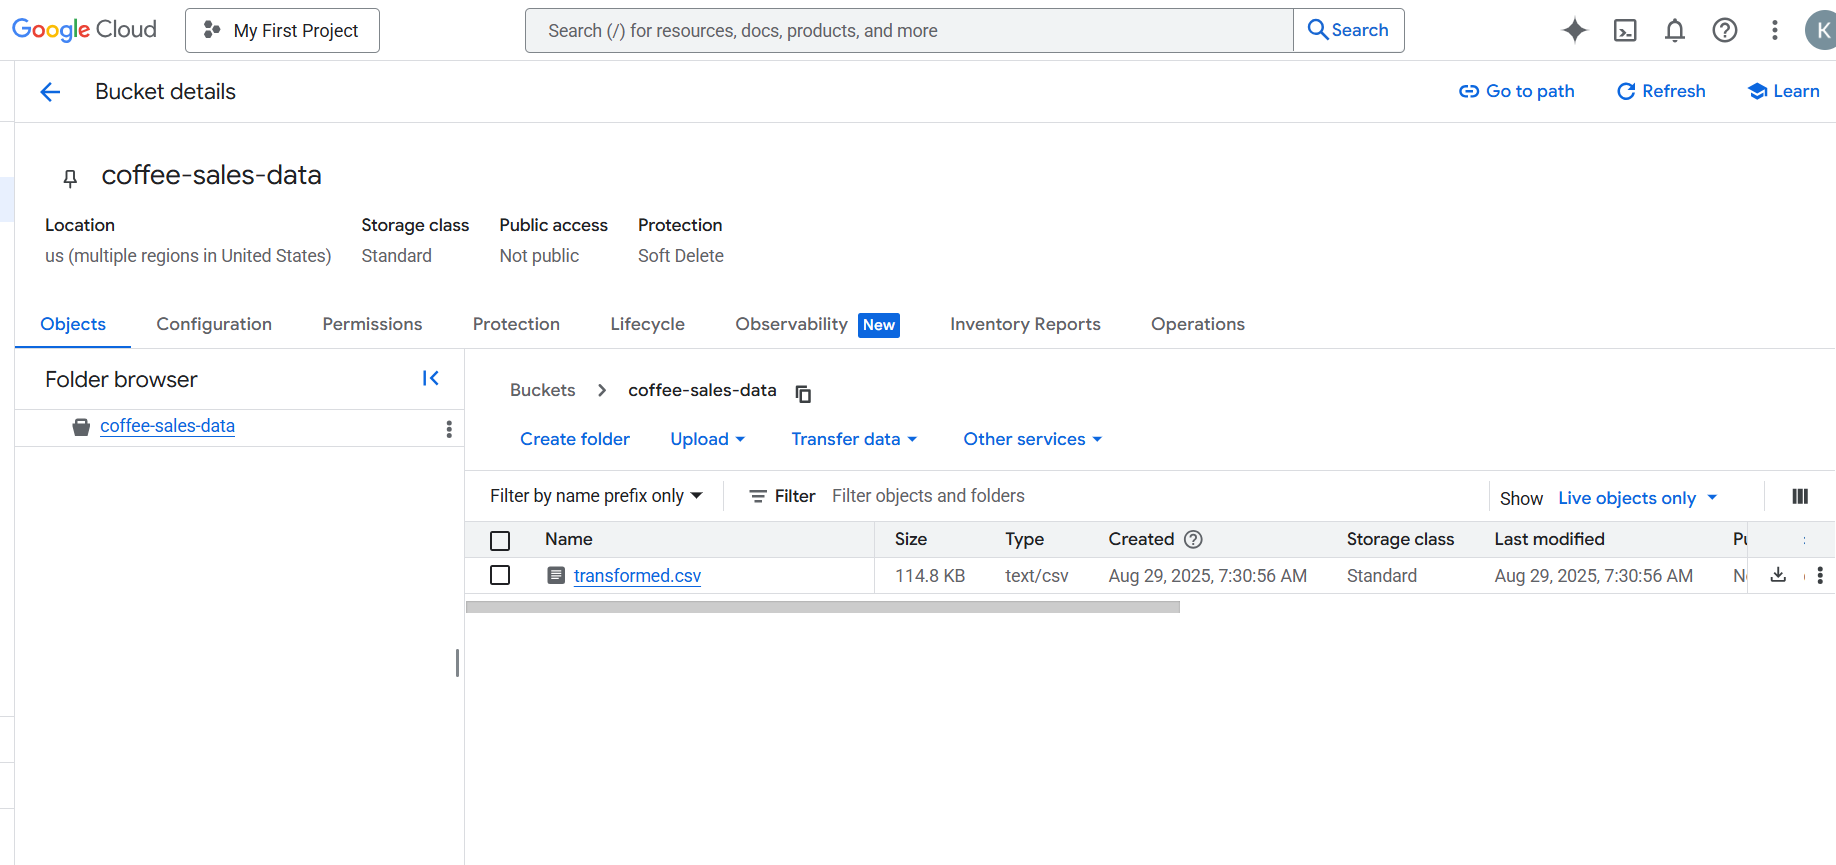 Google Cloud My First Project Search (/) for resources, docs, products, and more Search K
Bucket details Go to path Refresh Learn
coffee-sales-data
Location Storage class Public access Protection
us (multiple regions in United States) Standard Not public Soft Delete
Objects Configuration Permissions Protection Lifecycle Observability New Inventory Reports Operations
Folder browser
coffee-sales-data
Buckets coffee-sales-data
Create folder Upload Transfer data Other services
Filter by name prefix only Filter Filter objects and folders Show Live objects only
Name Size Type Created Storage class Last modified
transformed.csv 114.8 KB text/csv Aug 29, 2025, 7:30:56 AM Standard Aug 29, 2025, 7:30:56 AM